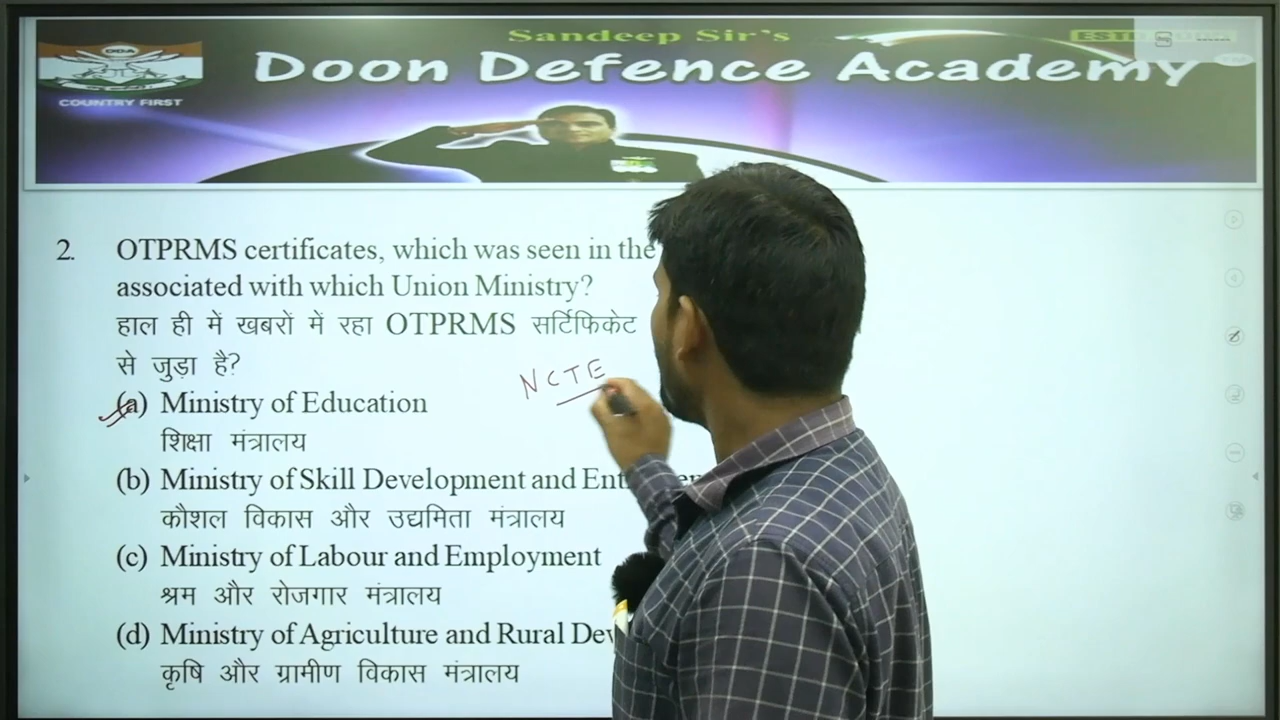 Sandeep Sir's
Doon Defence Academy
DDA
COUNTRY FIRST
2. OTPRMS certificates, which was seen in the
associated with which Union Ministry?
हाल ही में खबरों में रहा OTPRMS सर्टिफिकेट
से जुड़ा है?
NCTE
(a) Ministry of Education
शिक्षा मंत्रालय
(b) Ministry of Skill Development and
कौशल विकास और उद्यमिता मंत्रालय
(c) Ministry of Labour and Employment
श्रम और रोजगार मंत्रालय
(d) Ministry of Agriculture and Rural
कृषि और ग्रामीण विकास मंत्रालय